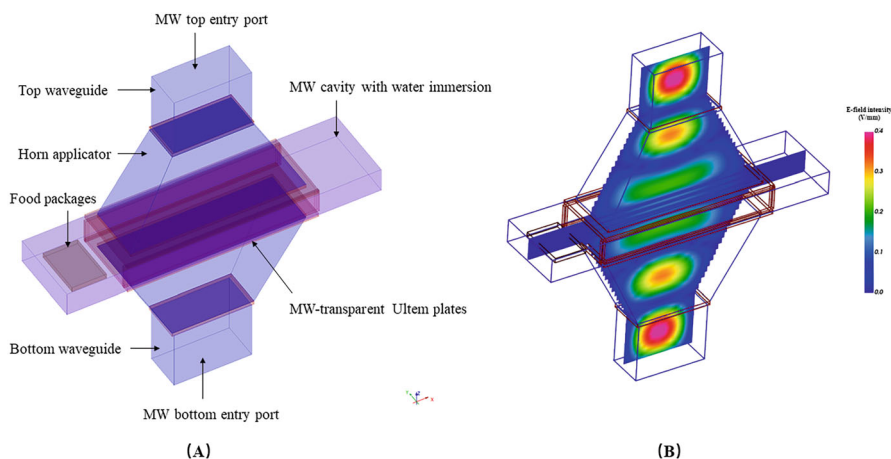 MW top entry port
Top waveguide
MW cavity with water immersion
Horn applicator
Food packages
MW-transparent Ultem plates
Bottom waveguide
MW bottom entry port
(A)
E-field intensity
(V/mm)
0.4
0.3
0.2
0.1
0.0
(B)